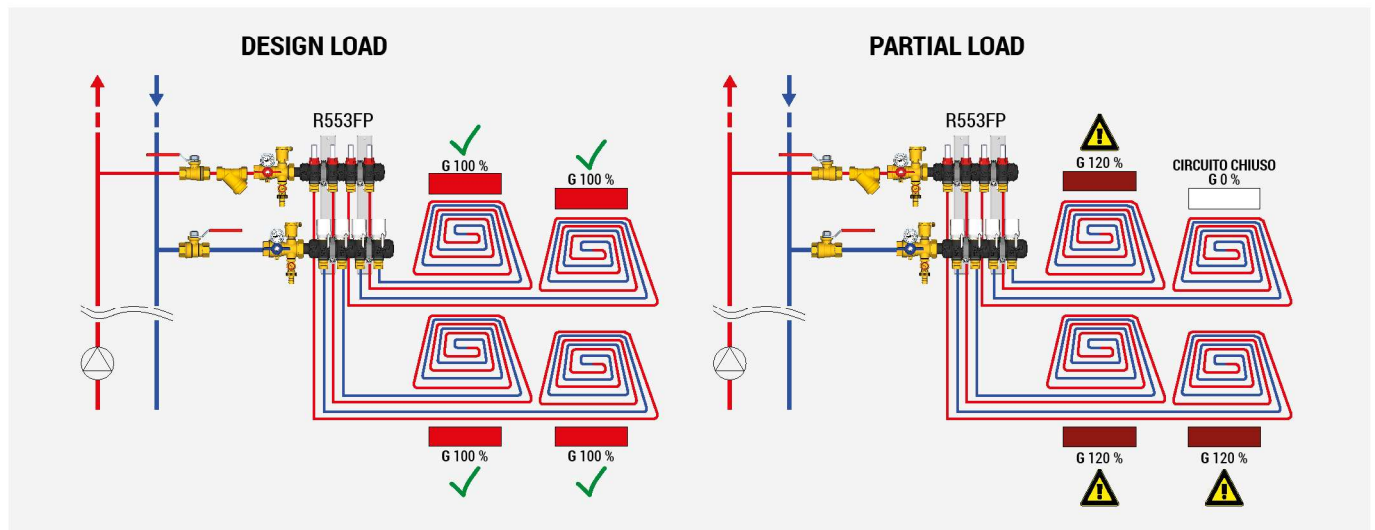 DESIGN LOAD
R553FP
G 100 %
G 100 %
G 100 %
G 100 %
PARTIAL LOAD
R553FP
G 120 %
CIRCUITO CHIUSO
G 0 %
G 120 %
G 120 %